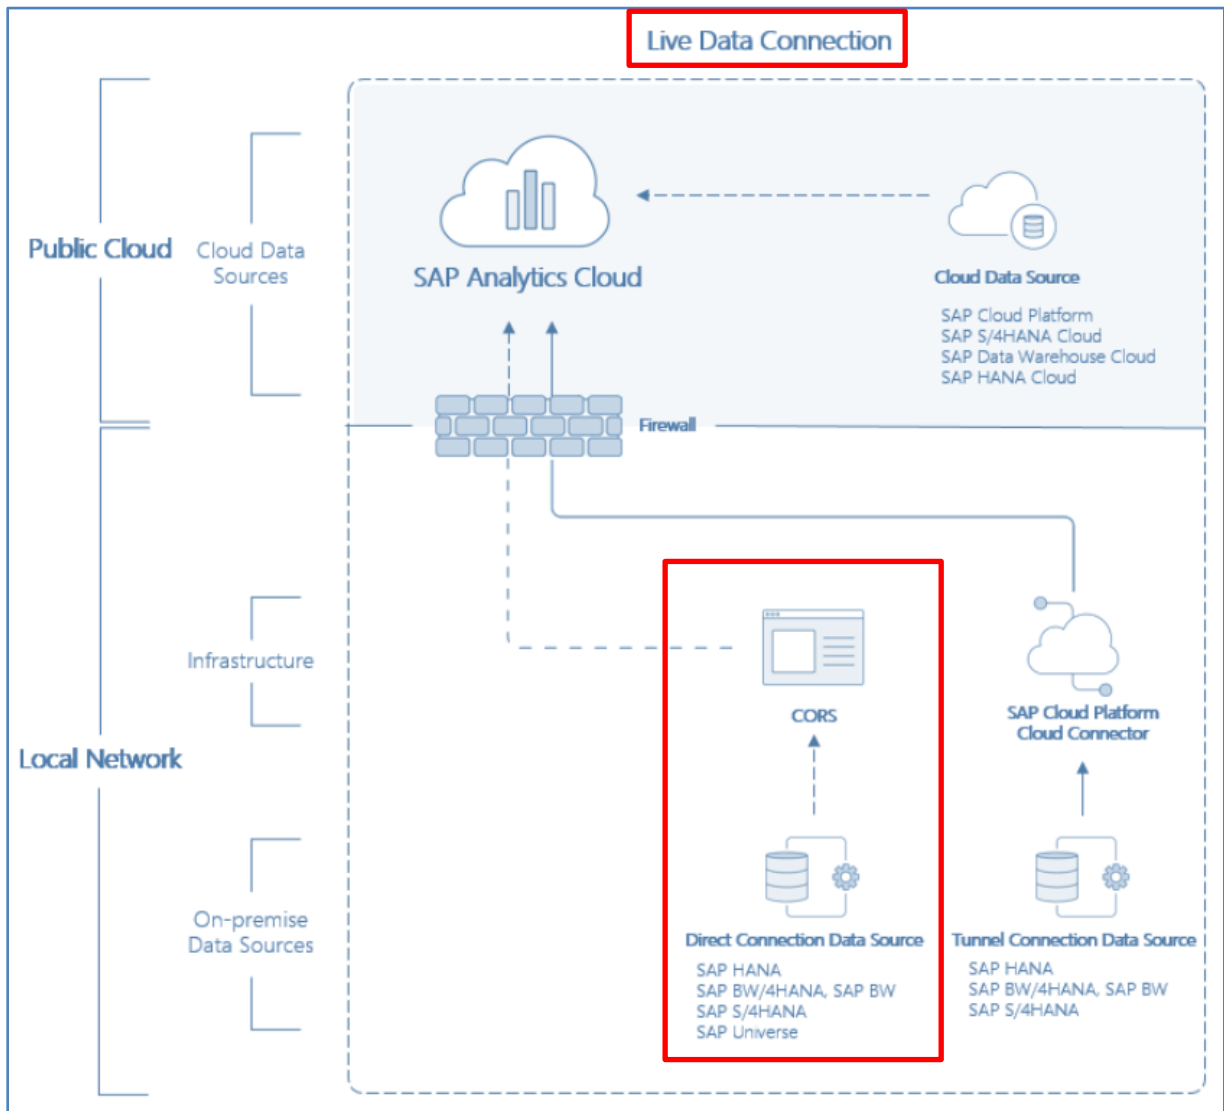 Live Data Connection
Public Cloud
Cloud Data
Sources
SAP Analytics Cloud
Cloud Data Source
SAP Cloud Platform
SAP S/4HANA Cloud
SAP Data Warehouse Cloud
SAP HANA Cloud
Firewall
Local Network
Infrastructure
CORS
SAP Cloud Platform
Cloud Connector
On-premise
Data Sources
Direct Connection Data Source
SAP HANA
SAP BW/4HANA, SAP BW
SAP S/4HANA
SAP Universe
Tunnel Connection Data Source
SAP HANA
SAP BW/4HANA, SAP BW
SAP S/4HANA